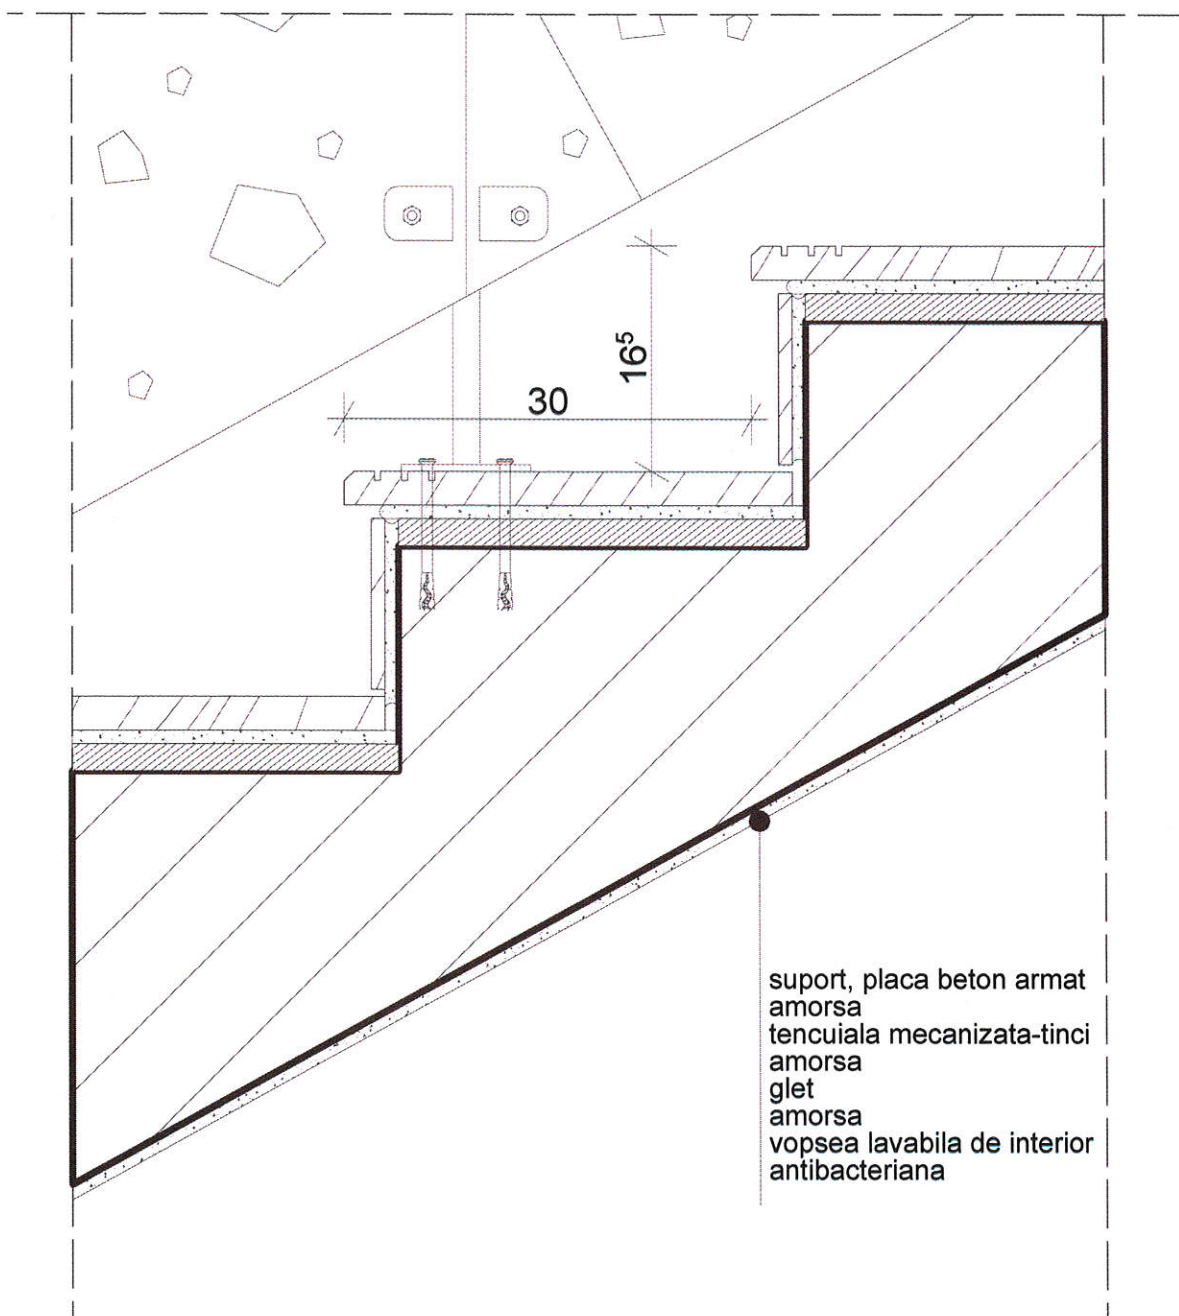 16⁵
30
suport, placa beton armat
amorsa
tencuiala mecanizata-tinci
amorsa
glet
amorsa
vopsea lavabila de interior
antibacteriana